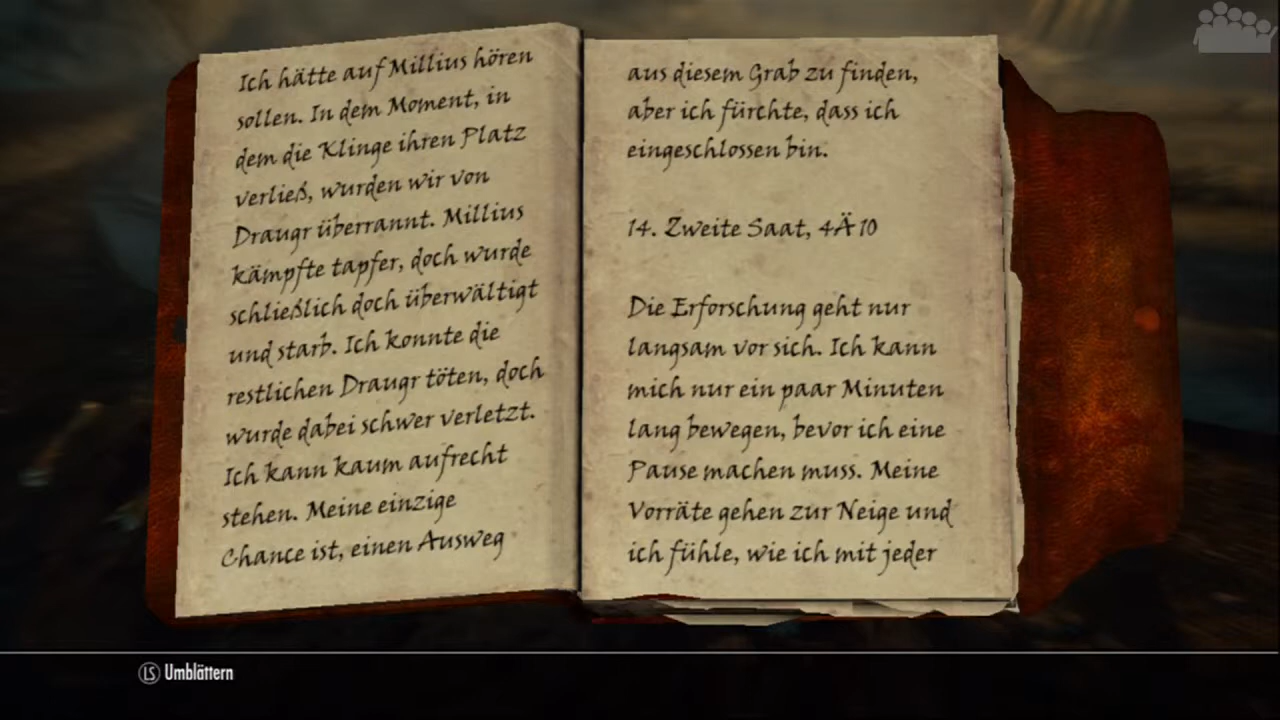 Ich hätte auf Millius hören
sollen. In dem Moment, in
dem die Klinge ihren Platz
verließ, wurden wir von
Draugr überrannt. Millius
kämpfte tapfer, doch wurde
schließlich doch überwältigt
und starb. Ich konnte die
restlichen Draugr töten, doch
wurde dabei schwer verletzt.
Ich kann kaum aufrecht
stehen. Meine einzige
Chance ist, einen Ausweg
aus diesem Grab zu finden,
aber ich fürchte, dass ich
eingeschlossen bin.
14. Zweite Saat, 4Ä 10
Die Erforschung geht nur
langsam vor sich. Ich kann
mich nur ein paar Minuten
lang bewegen, bevor ich eine
Pause machen muss. Meine
Vorräte gehen zur Neige und
ich fühle, wie ich mit jeder
LS Umblättern